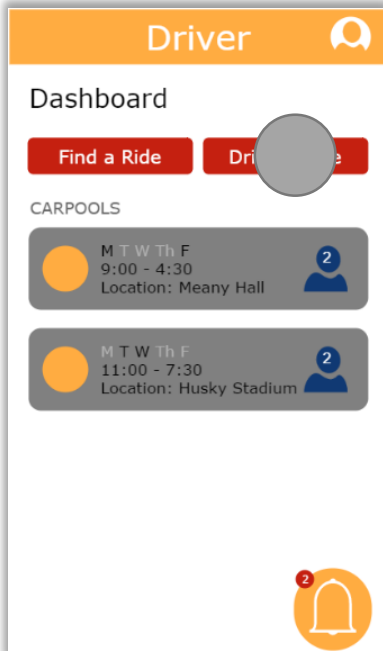 Driver
Dashboard
Find a Ride
CARPOOLS
M T W Th F
2
9:00 - 4:30
Location: Meany Hall
M T W Th F
2
11:00 - 7:30
Location: Husky Stadium
2